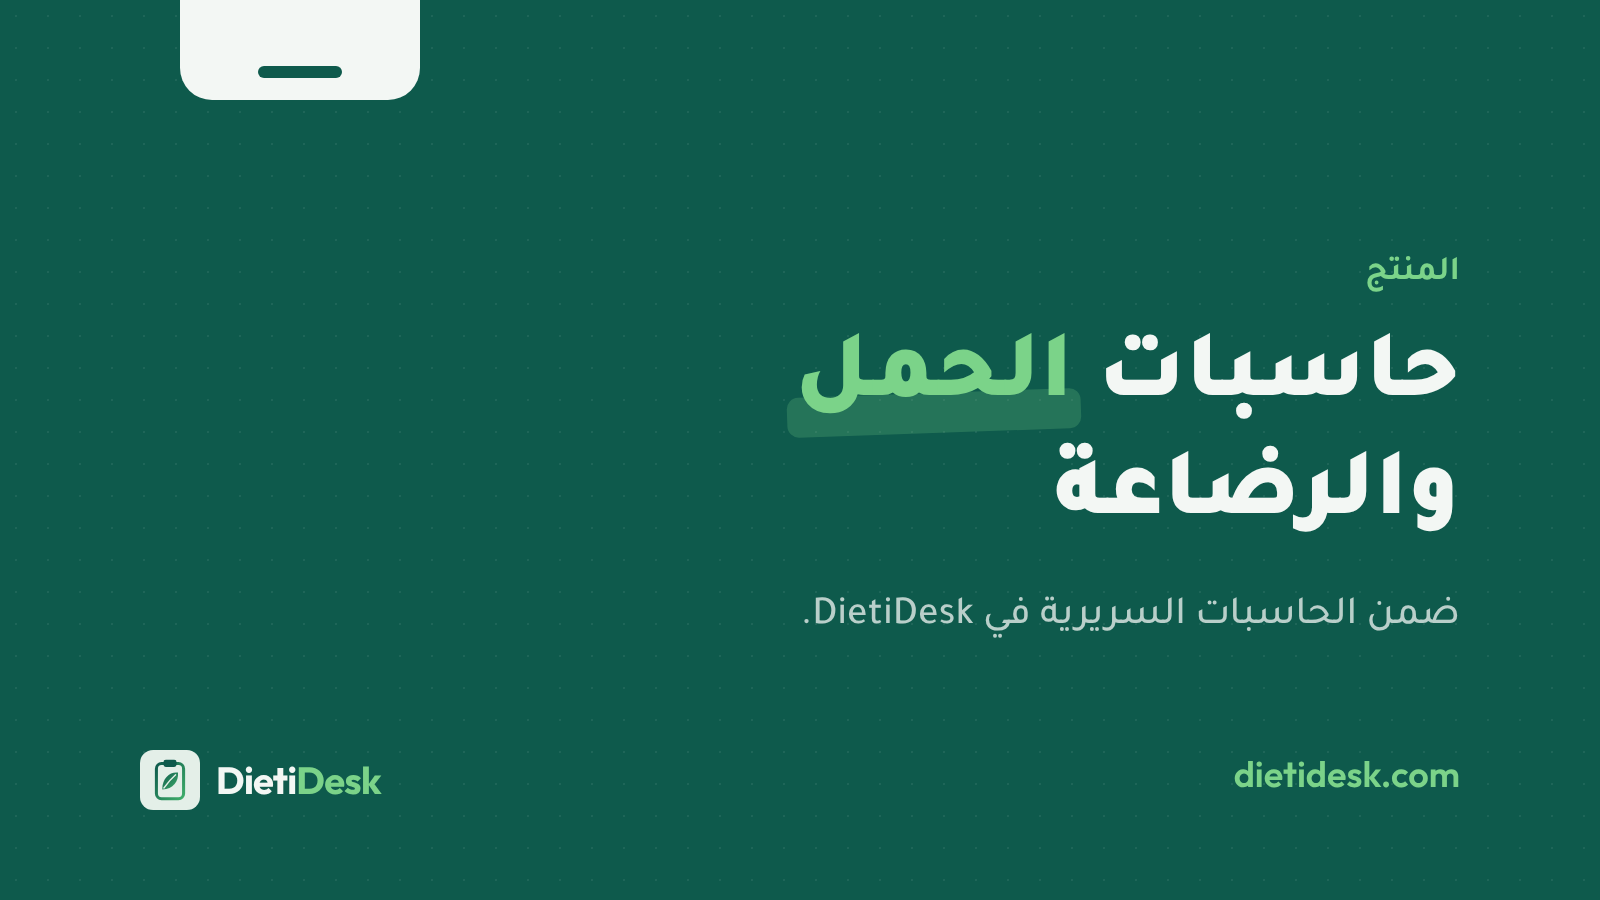 المنتج
حاسبات الحمل
والرضاعة
ضمن الحاسبات السريرية في DietiDesk.
dietidesk.com
DietiDesk